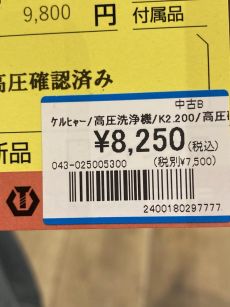 9,800 円 付属品
高圧確認済み
中古B
ケルヒャー/高圧洗浄機/K2.200/高圧
¥8,250(税込)
新品
043-025005300 (税別¥7,500)
2400180297777